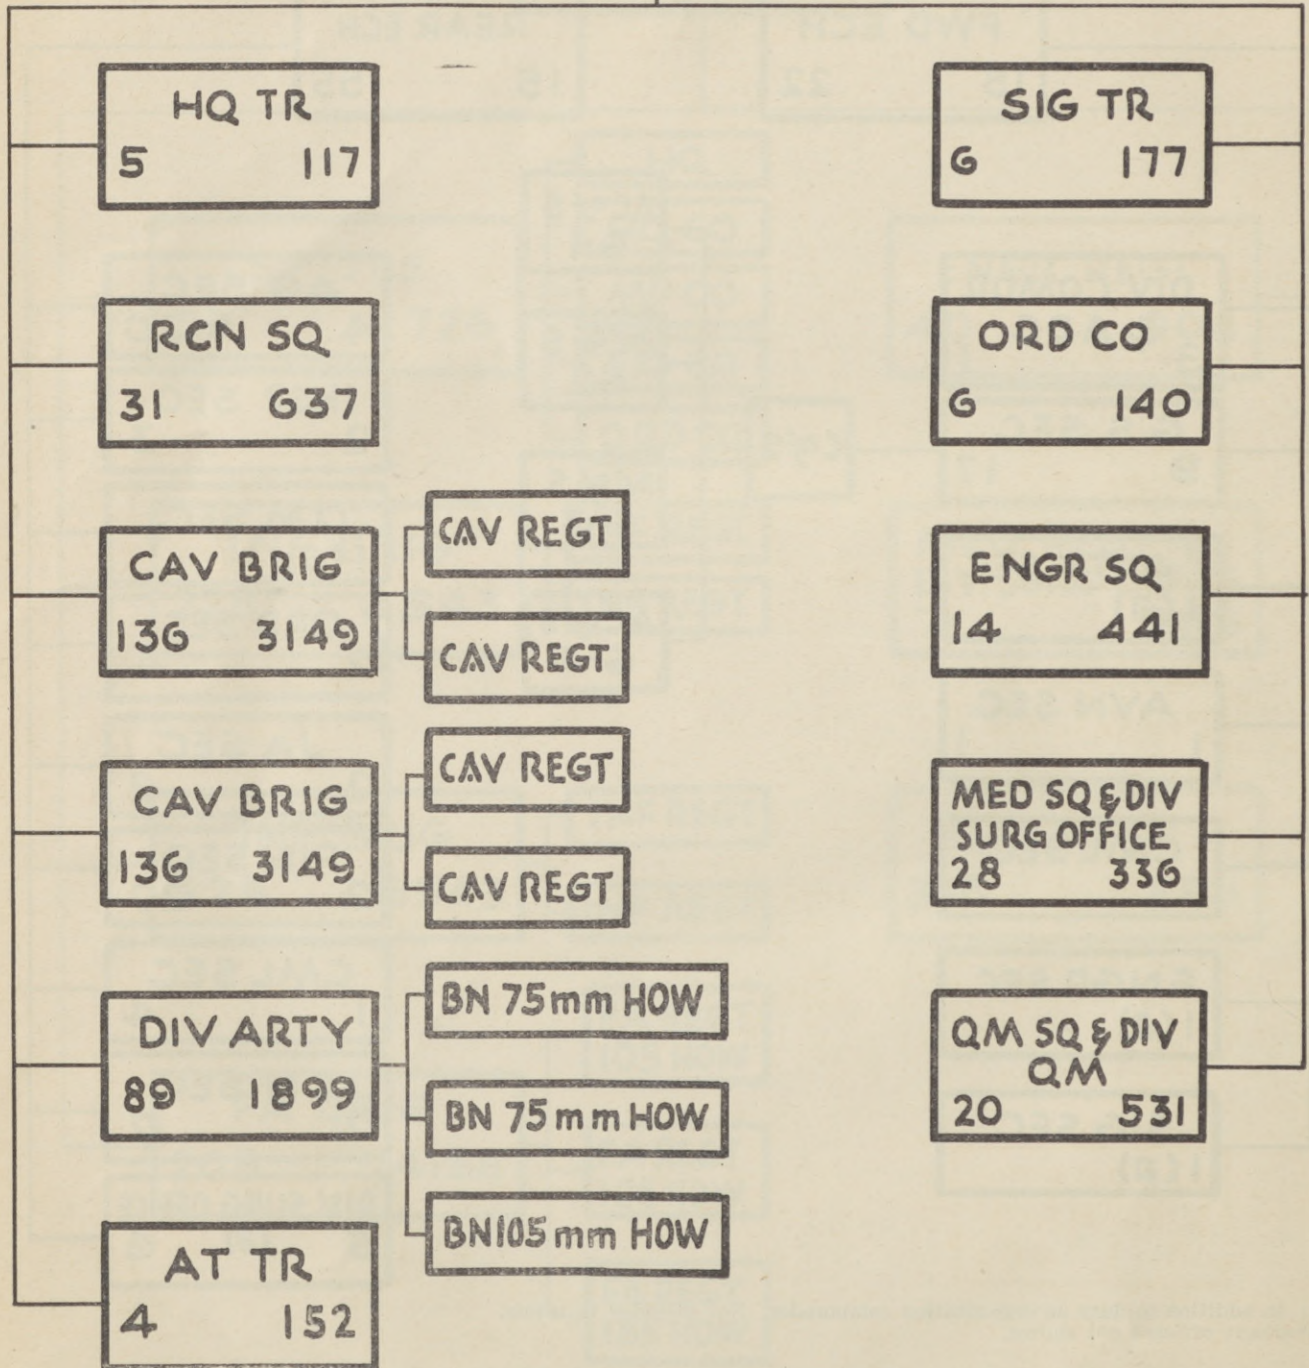 HQ TR
5 117
RCN SQ
31 637
CAV BRIG
136 3149
CAV REGT
CAV REGT
CAV BRIG
136 3149
CAV REGT
CAV REGT
DIV ARTY
89 1899
BN 75mm HOW
BN 75mm HOW
BN 105mm HOW
AT TR
4 152
SIG TR
6 177
ORD CO
6 140
ENGR SQ
14 441
MED SQ & DIV
SURG OFFICE
28 336
QM SQ & DIV
QM
20 531